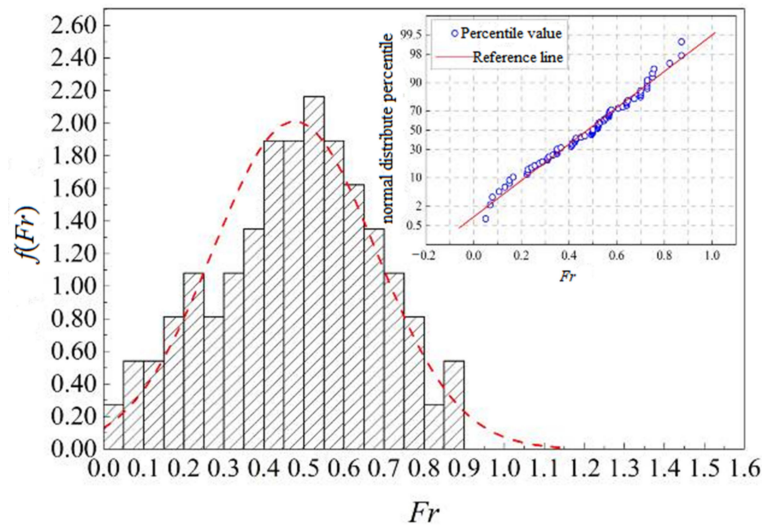 2.60
2.40
2.20
2.00
1.80
1.60
1.40
1.20
1.00
0.80
0.60
0.40
0.20
0.00
f(Fr)
0.0 0.1 0.2 0.3 0.4 0.5 0.6 0.7 0.8 0.9 1.0 1.1 1.2 1.3 1.4 1.5 1.6
Fr
Percentile value
Reference line
normal distribute percentile
99.5
98
90
70
50
30
10
2
0.5
−0.2 0.0 0.2 0.4 0.6 0.8 1.0
Fr